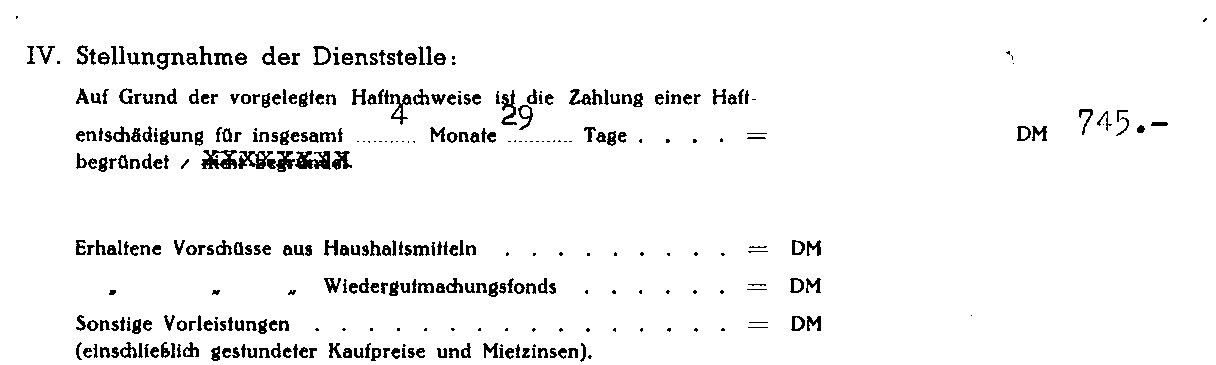 IV. Stellungnahme der Dienststelle:
Auf Grund der vorgelegten Haftnachweise ist die Zahlung einer Haft-
entschädigung für insgesamt 4 Monate 29 Tage . . . . = DM 745.-
begründet / nicht begründet.
Erhaltene Vorschüsse aus Haushaltsmitteln . . . . . . . . . . = DM
„ „ „ Wiedergutmachungsfonds . . . . . . = DM
Sonstige Vorleistungen . . . . . . . . . . . . . . . . . . = DM
(einschließlich gestundeter Kaufpreise und Mietzinsen).